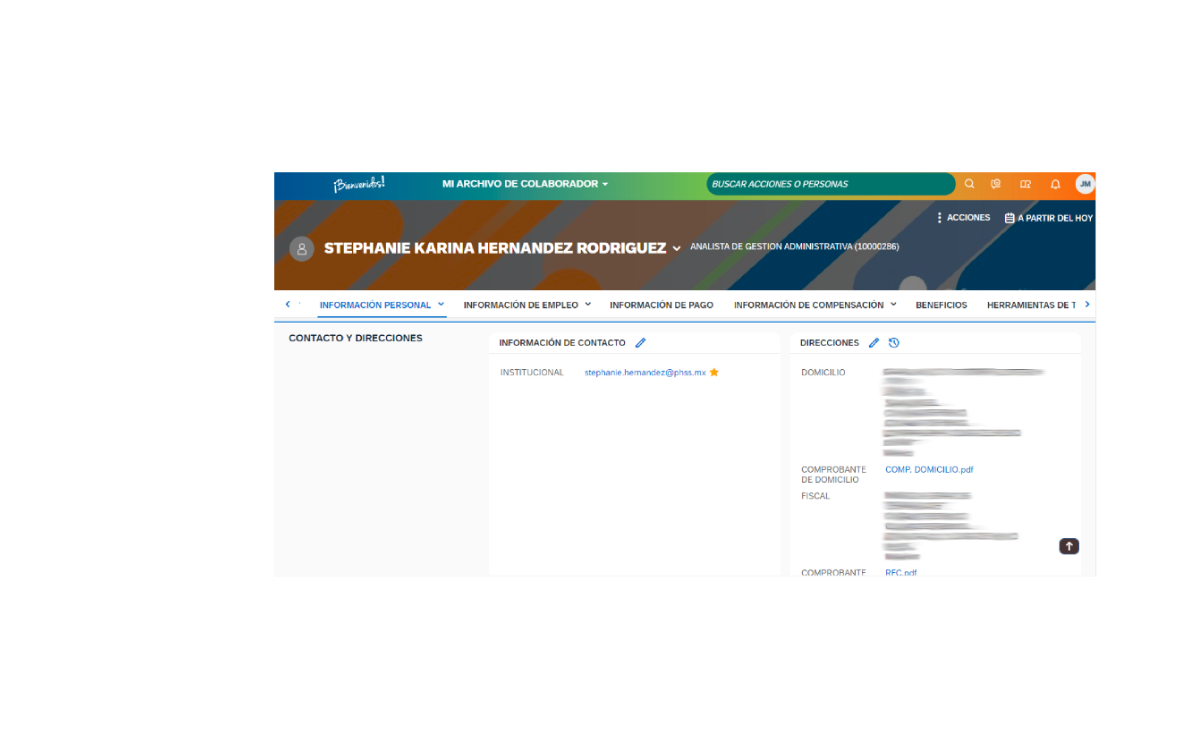 ¡Bienvenidos!
MI ARCHIVO DE COLABORADOR
BUSCAR ACCIONES O PERSONAS
JM
ACCIONES
A PARTIR DEL HOY
STEPHANIE KARINA HERNANDEZ RODRIGUEZ
ANALISTA DE GESTION ADMINISTRATIVA (10000286)
INFORMACIÓN PERSONAL
INFORMACIÓN DE EMPLEO
INFORMACIÓN DE PAGO
INFORMACIÓN DE COMPENSACIÓN
BENEFICIOS
HERRAMIENTAS DE T
CONTACTO Y DIRECCIONES
INFORMACIÓN DE CONTACTO
INSTITUCIONAL
stephanie.hernandez@phss.mx
DIRECCIONES
DOMICILIO
COMPROBANTE
DE DOMICILIO
COMP. DOMICILIO.pdf
FISCAL
COMPROBANTE
RFC.pdf